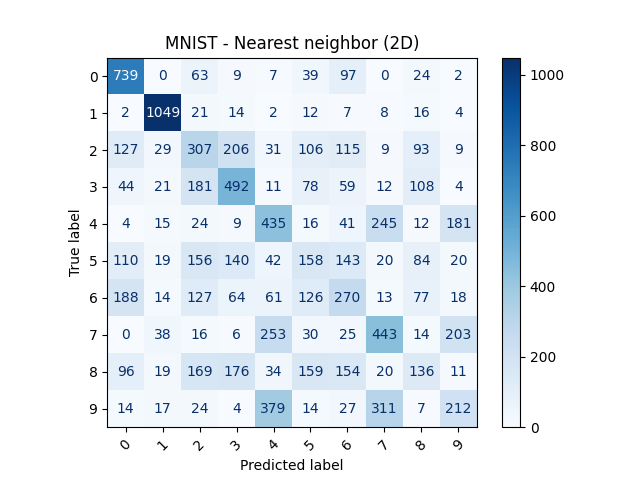 MNIST - Nearest neighbor (2D)
0 739 0 63 9 7 39 97 0 24 2
1 2 1049 21 14 2 12 7 8 16 4
2 127 29 307 206 31 106 115 9 93 9
3 44 21 181 492 11 78 59 12 108 4
4 4 15 24 9 435 16 41 245 12 181
5 110 19 156 140 42 158 143 20 84 20
6 188 14 127 64 61 126 270 13 77 18
7 0 38 16 6 253 30 25 443 14 203
8 96 19 169 176 34 159 154 20 136 11
9 14 17 24 4 379 14 27 311 7 212
0 1 2 3 4 5 6 7 8 9
Predicted label
True label
1000
800
600
400
200
0